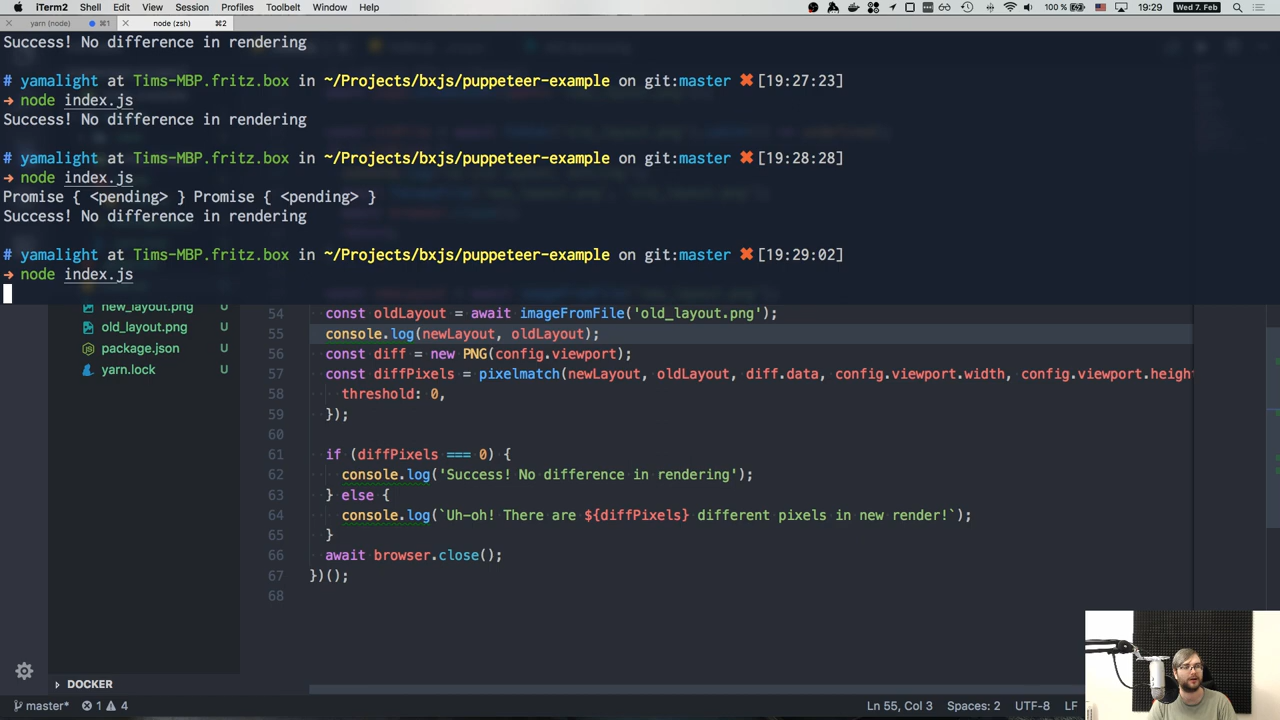 iTerm2 Shell Edit View Session Profiles Toolbelt Window Help 100 % 19:29 Wed 7. Feb
yarn (node) ⌘1 node (zsh) ⌘2
Success! No difference in rendering
# yamalight at Tims-MBP.fritz.box in ~/Projects/bxjs/puppeteer-example on git:master ✖[19:27:23]
→ node index.js
Success! No difference in rendering
# yamalight at Tims-MBP.fritz.box in ~/Projects/bxjs/puppeteer-example on git:master ✖[19:28:28]
→ node index.js
Promise { <pending> } Promise { <pending> }
Success! No difference in rendering
# yamalight at Tims-MBP.fritz.box in ~/Projects/bxjs/puppeteer-example on git:master ✖[19:29:02]
→ node index.js
new_layout.png U
old_layout.png U
package.json U
yarn.lock U
54 const oldLayout = await imageFromFile('old_layout.png');
55 console.log(newLayout, oldLayout);
56 const diff = new PNG(config.viewport);
57 const diffPixels = pixelmatch(newLayout, oldLayout, diff.data, config.viewport.width, config.viewport.height
58 threshold: 0,
59 });
60
61 if (diffPixels === 0) {
62 console.log('Success! No difference in rendering');
63 } else {
64 console.log(`Uh-oh! There are ${diffPixels} different pixels in new render!`);
65 }
66 await browser.close();
67 })();
68
DOCKER
master* 1 4 Ln 55, Col 3 Spaces: 2 UTF-8 LF